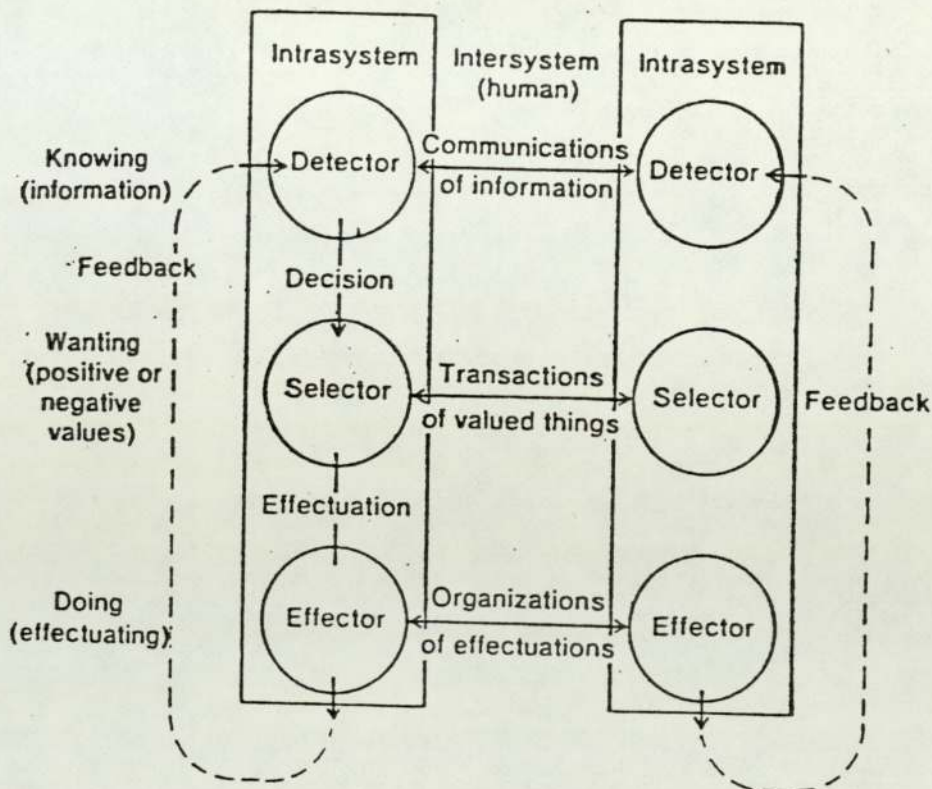 Intrasystem
Intersystem
(human)
Intrasystem
Knowing
(information)
Detector
Communications
of information
Detector
Feedback
Decision
Wanting
(positive or
negative
values)
Selector
Transactions
of valued things
Selector
Feedback
Effectuation
Doing
(effectuating)
Effector
Organizations
of effectuations
Effector